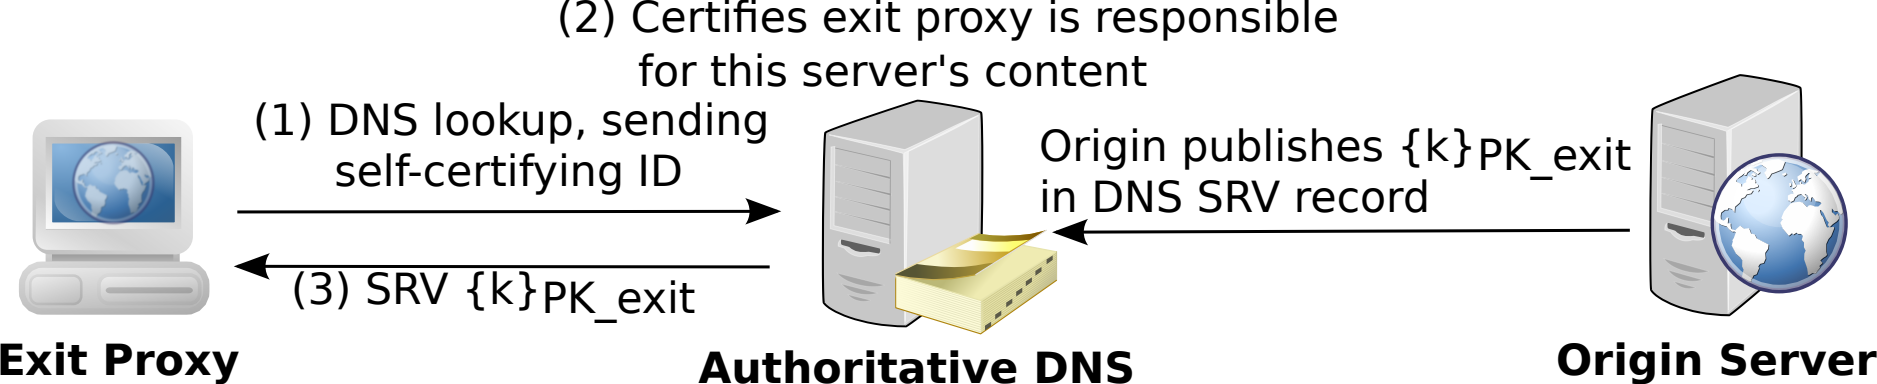 (2) Certifies exit proxy is responsible
for this server's content
(1) DNS lookup, sending
self-certifying ID
Origin publishes {k}PK_exit
in DNS SRV record
(3) SRV {k}PK_exit
Exit Proxy
Authoritative DNS
Origin Server